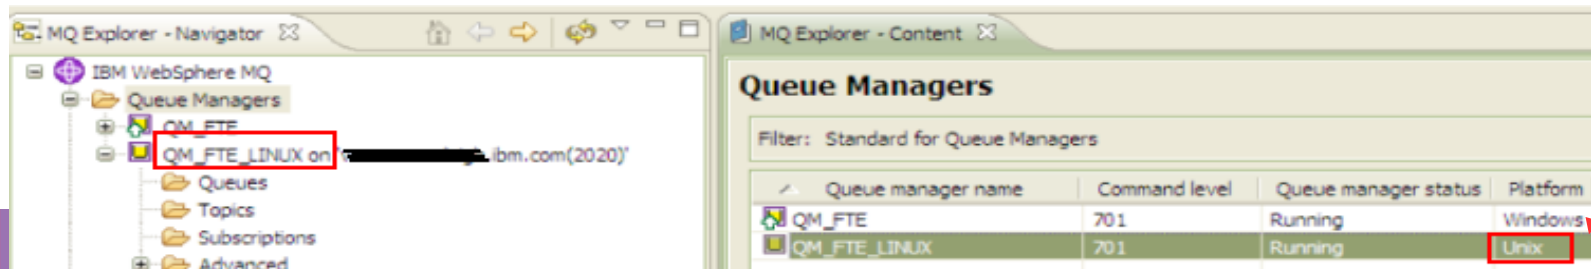 MQ Explorer - Navigator
IBM WebSphere MQ
Queue Managers
QM_FTE
QM_FTE_LINUX on ' .ibm.com(2020)'
Queues
Topics
Subscriptions
Advanced
MQ Explorer - Content
Queue Managers
Filter: Standard for Queue Managers
Queue manager name Command level Queue manager status Platform
QM_FTE 701 Running Windows
QM_FTE_LINUX 701 Running Unix